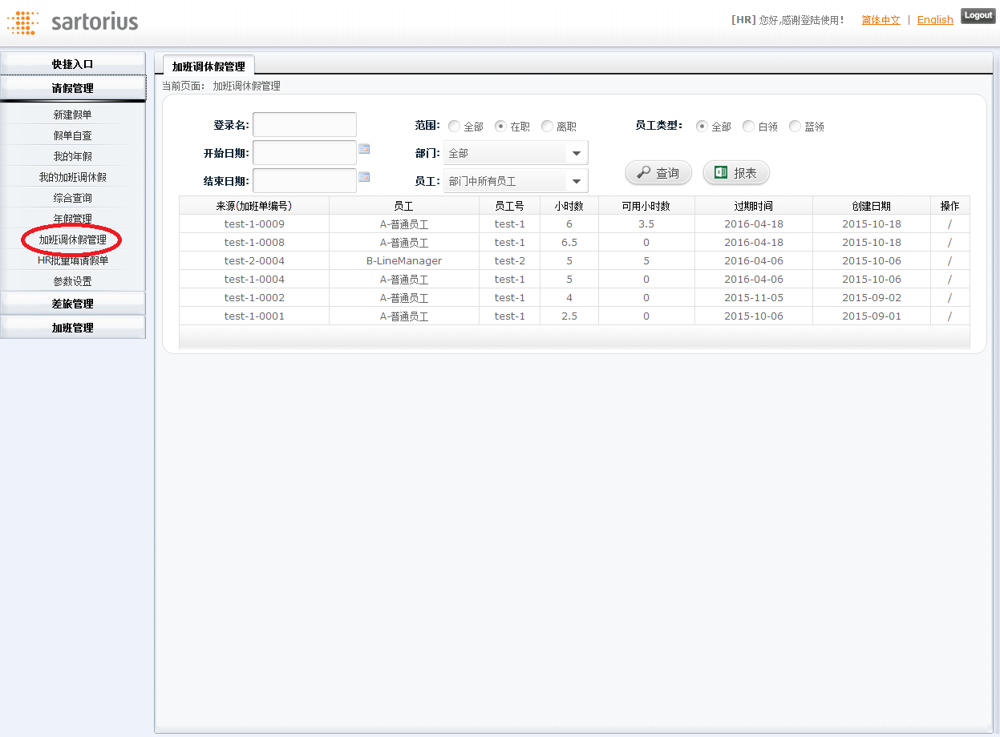 sartorius
[HR] 您好,感谢登陆使用! 简体中文 | English Logout
快捷入口
请假管理
新建假单
假单自查
我的年假
我的加班调休假
综合查询
年假管理
加班调休假管理
HR批量填请假单
参数设置
差旅管理
加班管理
加班调休假管理
当前页面: 加班调休假管理
登录名: 范围: 全部 在职 离职 员工类型: 全部 白领 蓝领
开始日期: 部门: 全部
结束日期: 员工: 部门中所有员工 查询 报表
来源(加班单编号) 员工 员工号 小时数 可用小时数 过期时间 创建日期 操作
test-1-0009 A-普通员工 test-1 6 3.5 2016-04-18 2015-10-18 /
test-1-0008 A-普通员工 test-1 6.5 0 2016-04-18 2015-10-18 /
test-2-0004 B-LineManager test-2 5 5 2016-04-06 2015-10-06 /
test-1-0004 A-普通员工 test-1 5 0 2016-04-06 2015-10-06 /
test-1-0002 A-普通员工 test-1 4 0 2015-11-05 2015-09-02 /
test-1-0001 A-普通员工 test-1 2.5 0 2015-10-06 2015-09-01 /